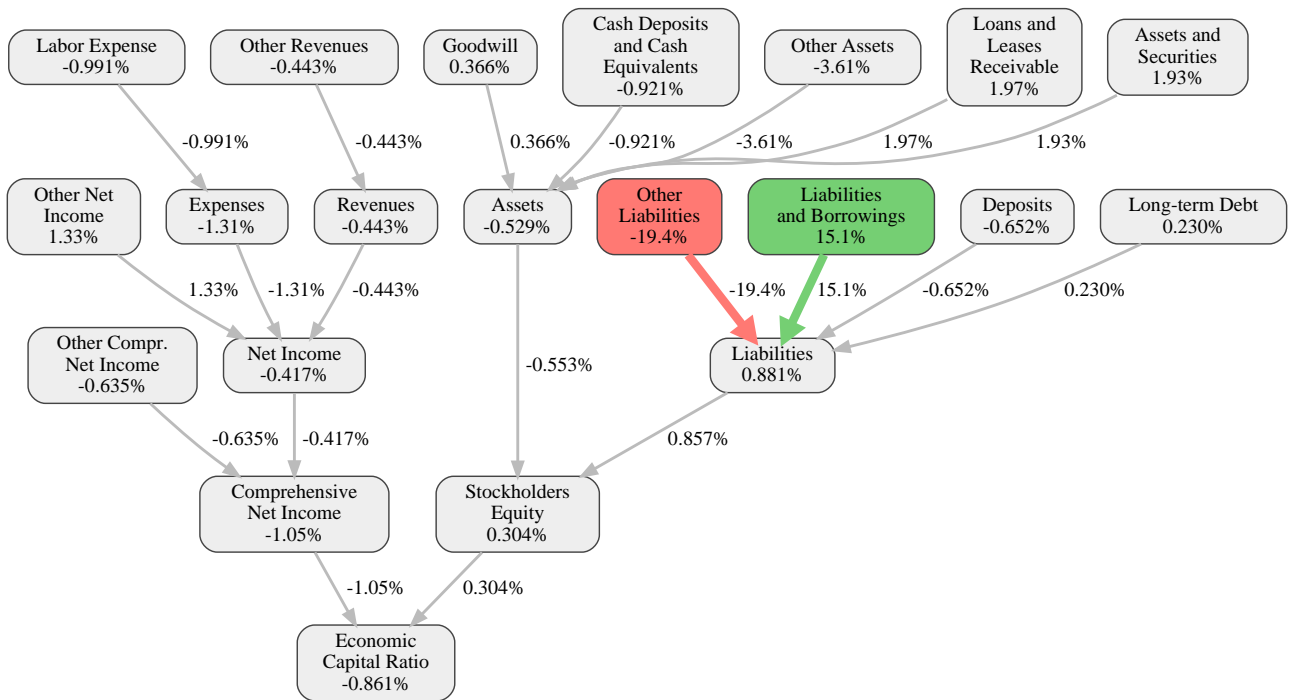 Labor Expense
-0.991%
Other Revenues
-0.443%
Goodwill
0.366%
Cash Deposits
and Cash
Equivalents
-0.921%
Other Assets
-3.61%
Loans and
Leases
Receivable
1.97%
Assets and
Securities
1.93%
-0.991%
-0.443%
0.366%
-0.921%
-3.61%
1.97%
1.93%
Other Net
Income
1.33%
Expenses
-1.31%
Revenues
-0.443%
Assets
-0.529%
Other
Liabilities
-19.4%
Liabilities
and Borrowings
15.1%
Deposits
-0.652%
Long-term Debt
0.230%
1.33%
-1.31%
-0.443%
-19.4%
15.1%
-0.652%
0.230%
Other Compr.
Net Income
-0.635%
Net Income
-0.417%
-0.553%
Liabilities
0.881%
-0.635%
-0.417%
0.857%
Comprehensive
Net Income
-1.05%
Stockholders
Equity
0.304%
-1.05%
0.304%
Economic
Capital Ratio
-0.861%